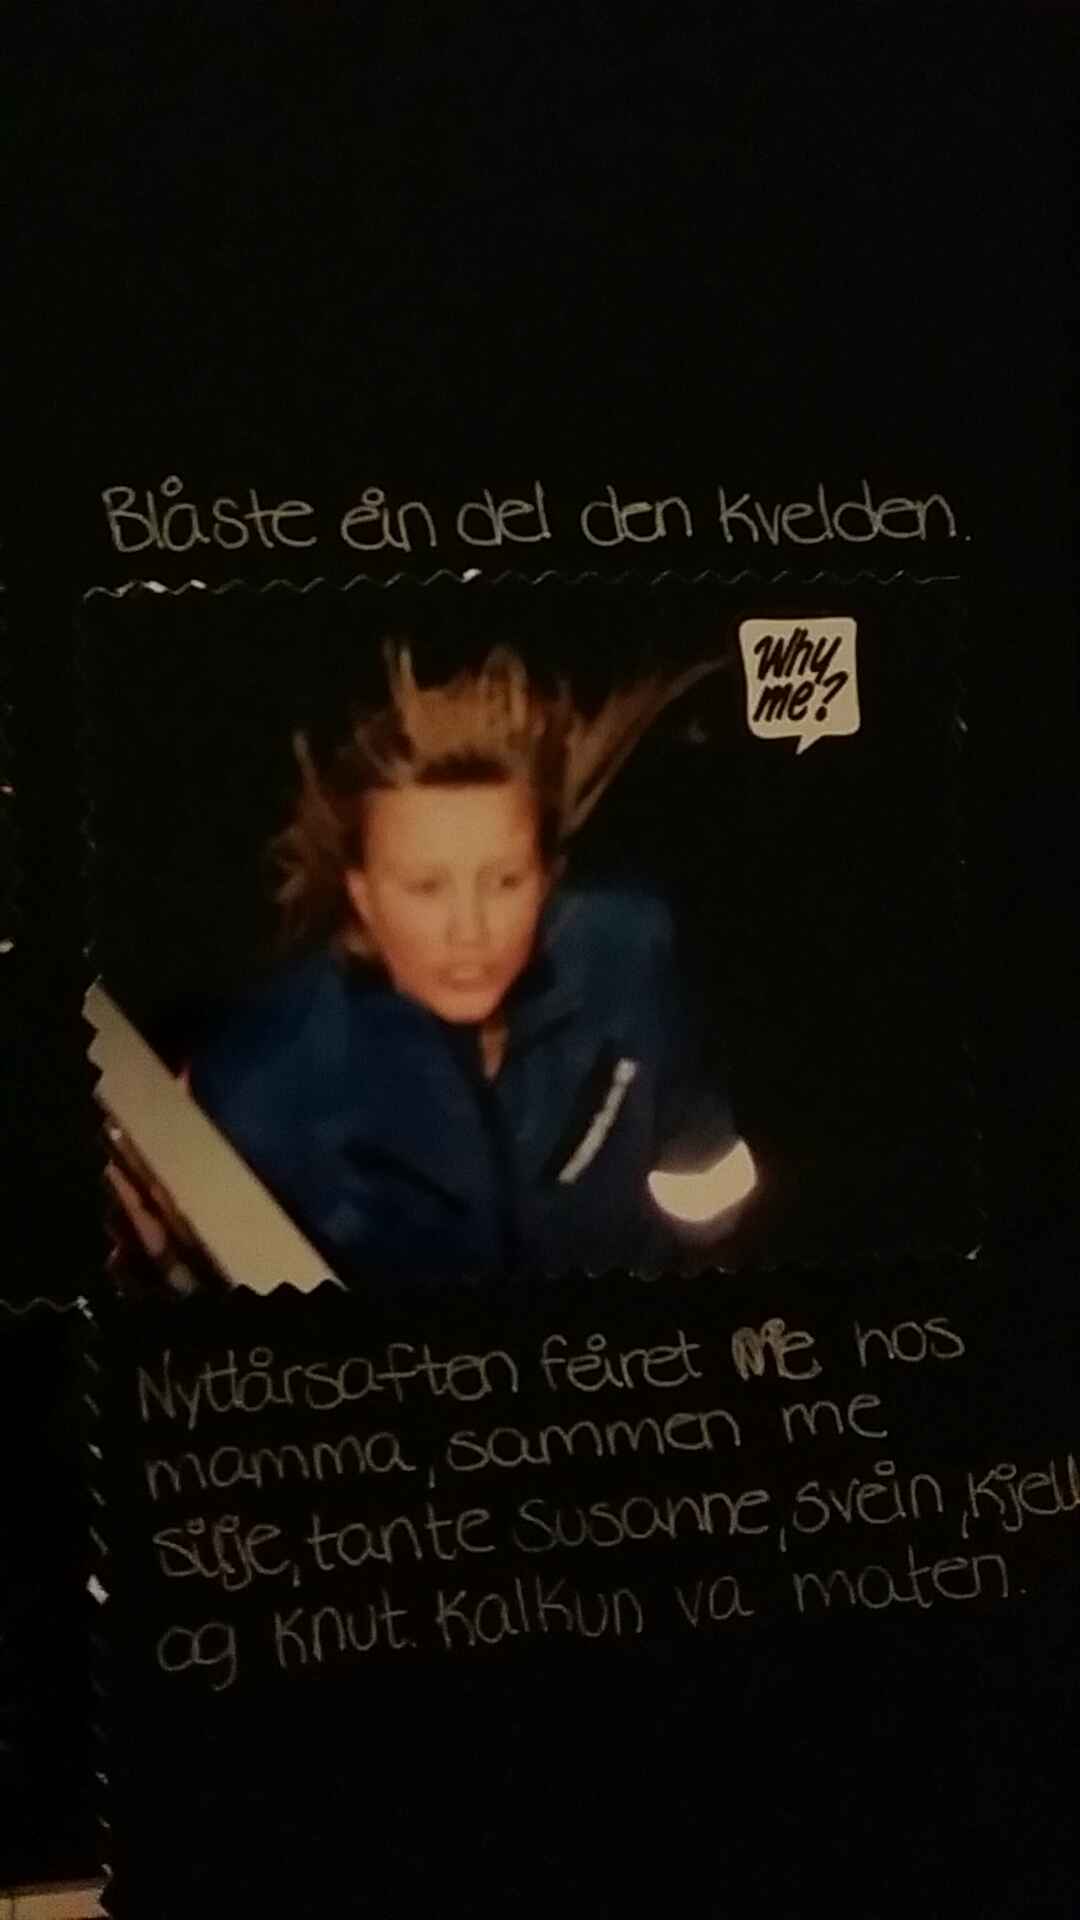 Blåste ein del den kvelden.
Why
me?
Nyttårsaften feiret me hos
mamma, sammen me
silje, tante Susanne, svein, kjell
og Knut. Kalkun va maten.